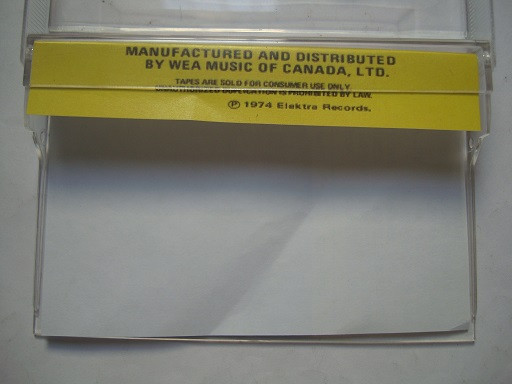 MANUFACTURED AND DISTRIBUTED
BY WEA MUSIC OF CANADA, LTD.
TAPES ARE SOLD FOR CONSUMER USE ONLY.
UNAUTHORIZED DUPLICATION IS PROHIBITED BY LAW.
℗ 1974 Elektra Records.